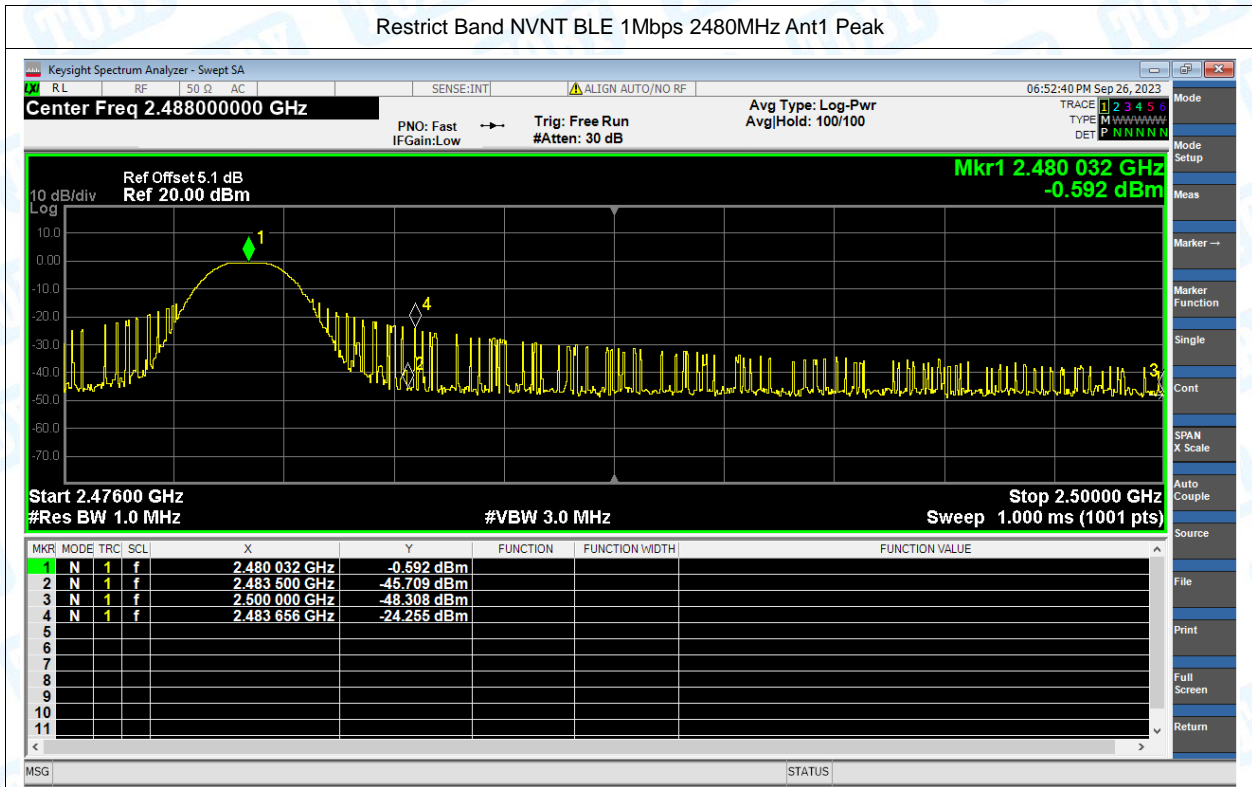 Restrict Band NVNT BLE 1Mbps 2480MHz Ant1 Peak
Keysight Spectrum Analyzer - Swept SA
LXI RL RF 50 Ω AC SENSE:INT ALIGN AUTO/NO RF 06:52:40 PM Sep 26, 2023
Center Freq 2.488000000 GHz Avg Type: Log-Pwr TRACE 1 2 3 4 5 6
PNO: Fast Trig: Free Run Avg|Hold: 100/100 TYPE M WWWWW
IFGain:Low #Atten: 30 dB DET P N N N N N
Ref Offset 5.1 dB Mkr1 2.480 032 GHz
10 dB/div Ref 20.00 dBm -0.592 dBm
Log
10.0
0.00
-10.0
-20.0
-30.0
-40.0
-50.0
-60.0
-70.0
1
4
2
3
Start 2.47600 GHz Stop 2.50000 GHz
#Res BW 1.0 MHz #VBW 3.0 MHz Sweep 1.000 ms (1001 pts)
MKR MODE TRC SCL X Y FUNCTION FUNCTION WIDTH FUNCTION VALUE
1 N 1 f 2.480 032 GHz -0.592 dBm
2 N 1 f 2.483 500 GHz -45.709 dBm
3 N 1 f 2.500 000 GHz -48.308 dBm
4 N 1 f 2.483 656 GHz -24.255 dBm
5
6
7
8
9
10
11
MSG STATUS
Mode
Mode
Setup
Meas
Marker →
Marker
Function
Single
Cont
SPAN
X Scale
Auto
Couple
Source
File
Print
Full
Screen
Return
TOBY